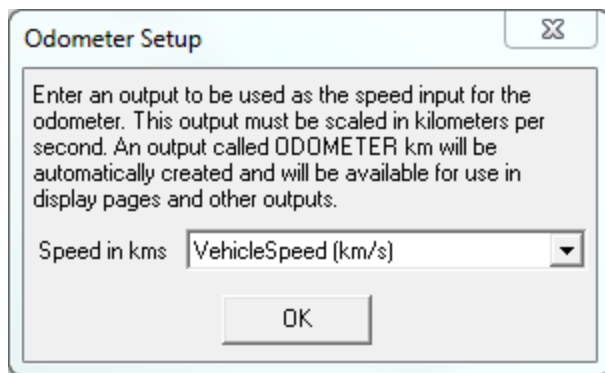 Odometer Setup
Enter an output to be used as the speed input for the
odometer. This output must be scaled in kilometers per
second. An output called ODOMETER km will be
automatically created and will be available for use in
display pages and other outputs.
Speed in kms VehicleSpeed (km/s)
OK